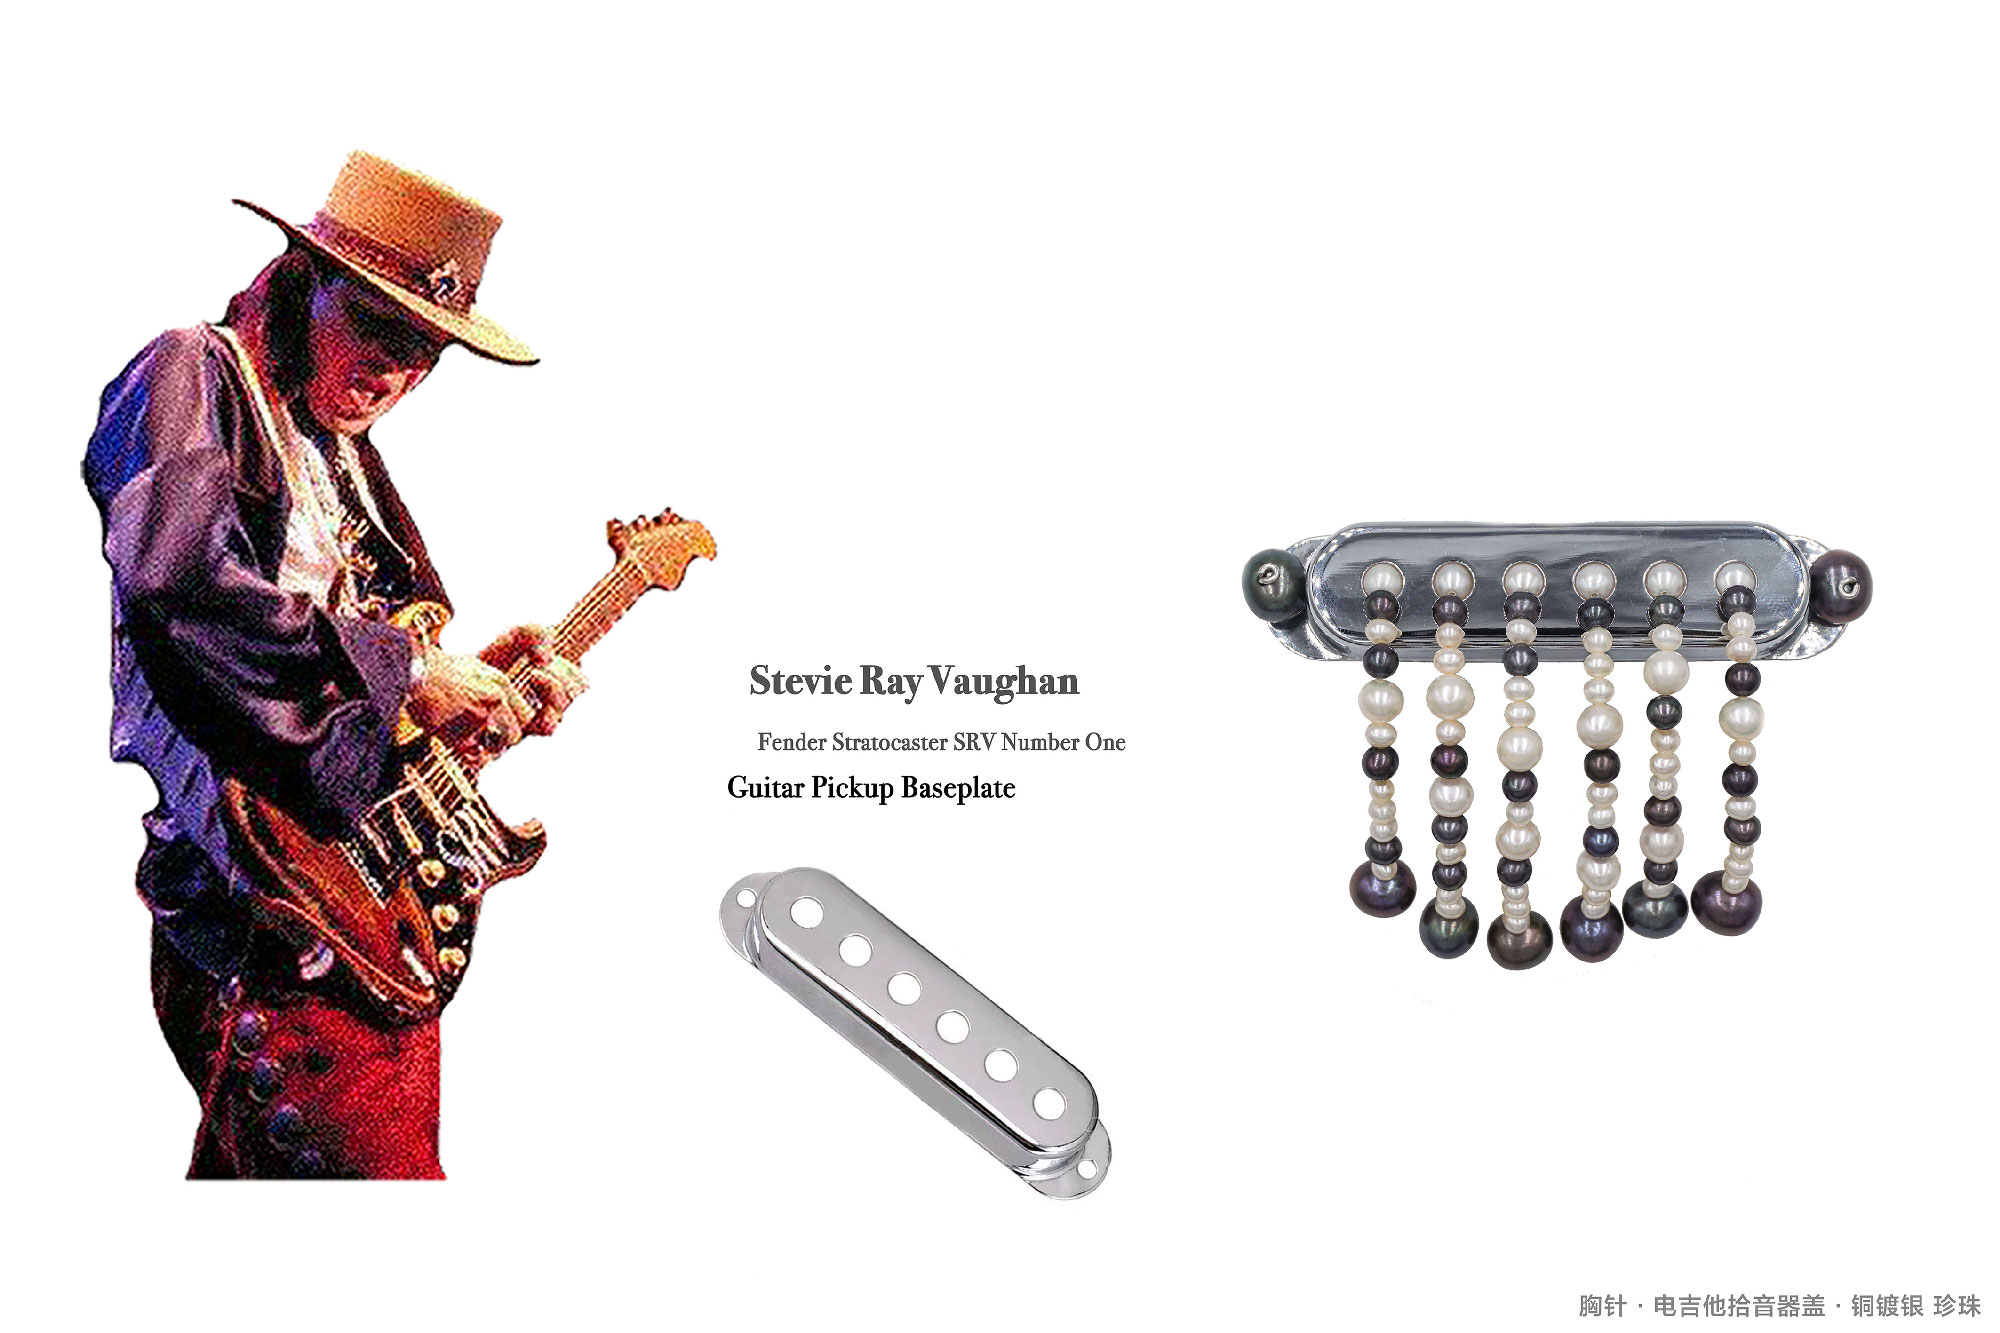 Stevie Ray Vaughan
Fender Stratocaster SRV Number One
Guitar Pickup Baseplate
胸针 · 电吉他拾音器盖 · 铜镀银 珍珠